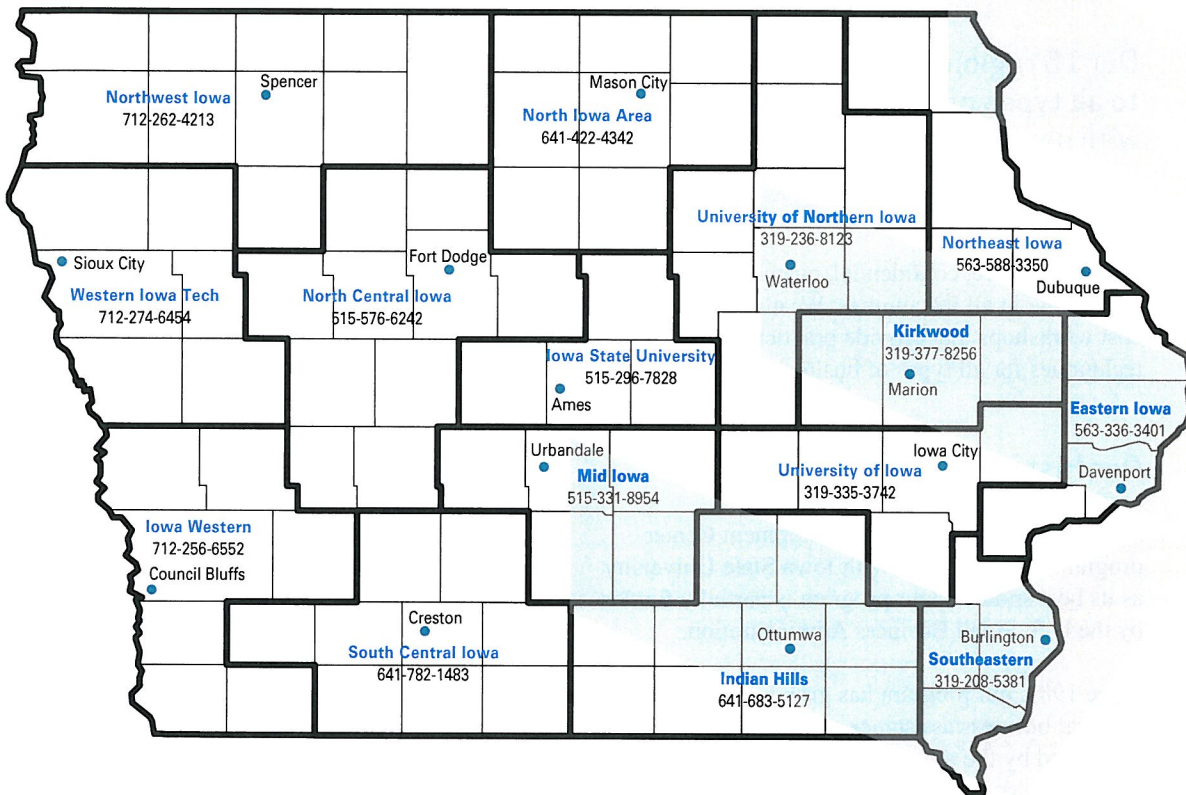 Spencer
Northwest Iowa
712-262-4213
Mason City
North Iowa Area
641-422-4342
University of Northern Iowa
319-236-8123
Waterloo
Northeast Iowa
563-588-3350
Dubuque
Sioux City
Western Iowa Tech
712-274-6454
Fort Dodge
North Central Iowa
515-576-6242
Iowa State University
515-296-7828
Ames
Kirkwood
319-377-8256
Marion
Eastern Iowa
563-336-3401
Davenport
Urbandale
Mid Iowa
515-331-8954
Iowa City
University of Iowa
319-335-3742
Iowa Western
712-256-6552
Council Bluffs
Creston
South Central Iowa
641-782-1483
Ottumwa
Indian Hills
641-683-5127
Burlington
Southeastern
319-208-5381